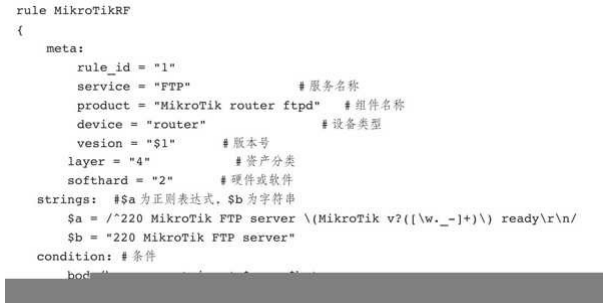 rule MikroTikRF
{
meta:
rule_id = "1"
service = "FTP" #服务名称
product = "MikroTik router ftpd" #组件名称
device = "router" #设备类型
vesion = "$1" #版本号
layer = "4" #资产分类
softhard = "2" #硬件或软件
strings: #$a 为正则表达式，$b 为字符串
$a = /^220 MikroTik FTP server \(MikroTik v?([\w._-]+)\) ready\r\n/
$b = "220 MikroTik FTP server"
condition: #条件